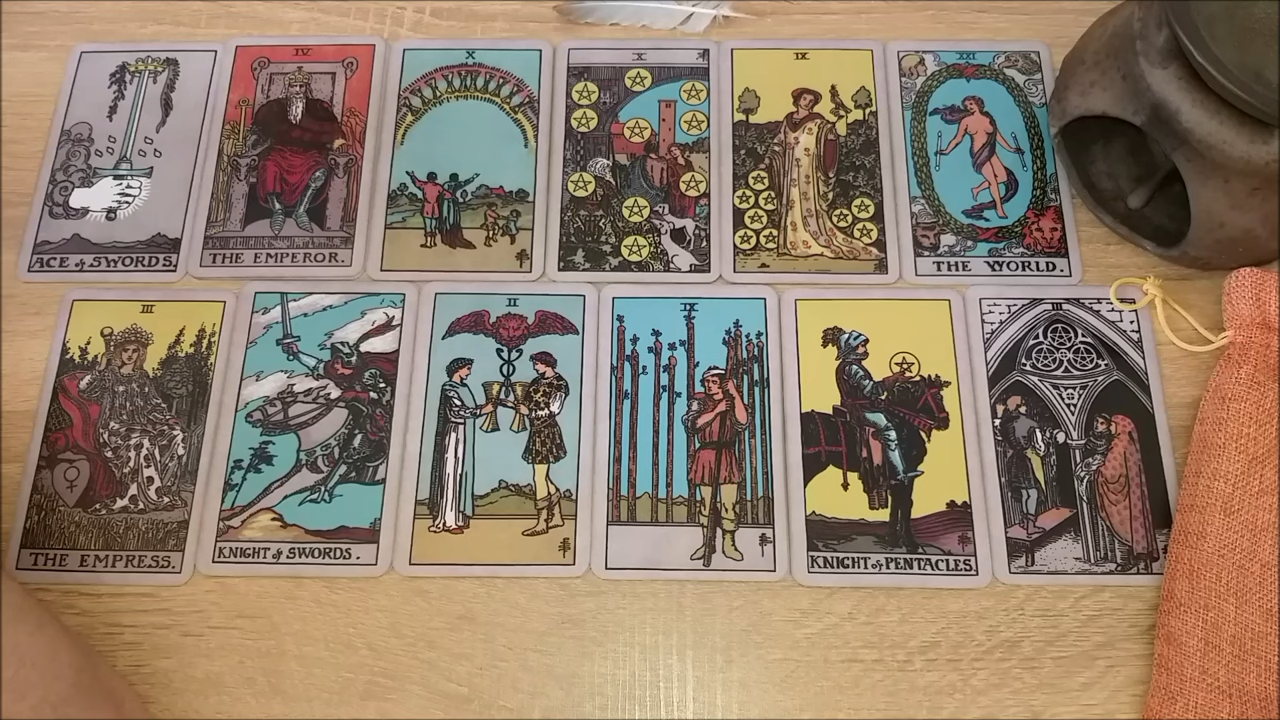 ACE of SWORDS.
IV
THE EMPEROR.
X
X
IX
XXI
THE WORLD.
III
THE EMPRESS.
KNIGHT of SWORDS.
II
IX
KNIGHT of PENTACLES.
III